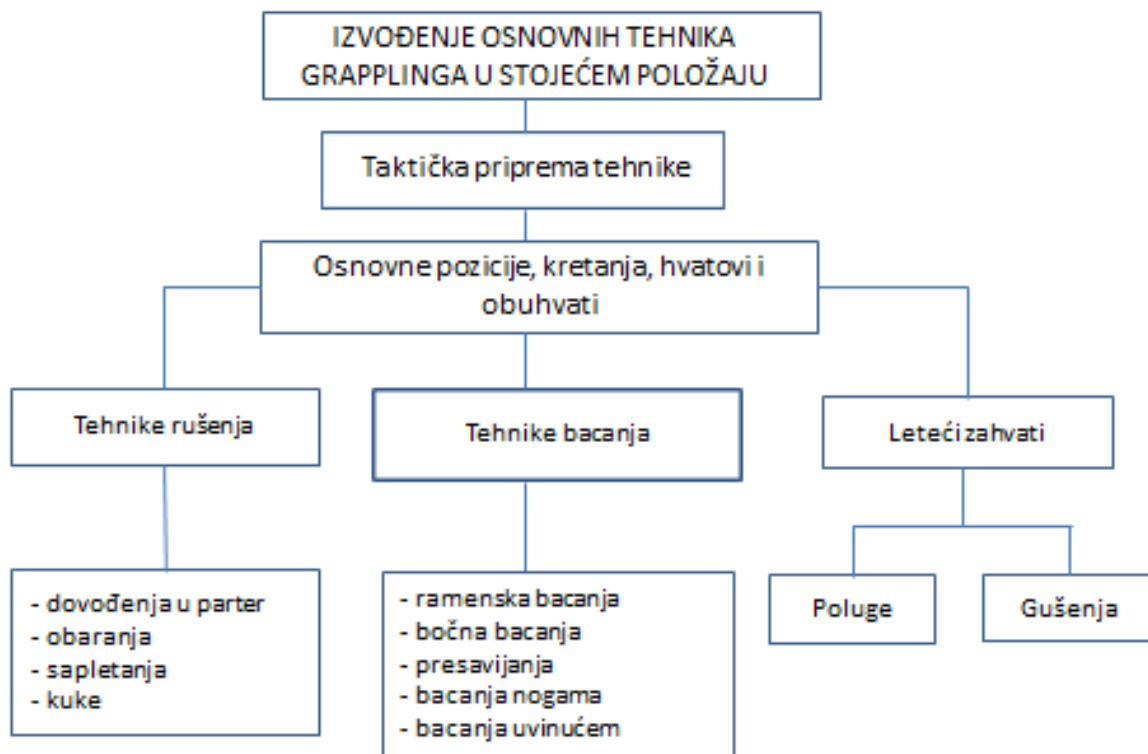 IZVOĐENJE OSNOVNIH TEHNIKA
GRAPPLINGA U STOJEĆEM POLOŽAJU
Taktička priprema tehnike
Osnovne pozicije, kretanja, hvatovi i
obuhvati
Tehnike rušenja
Tehnike bacanja
Leteći zahvati
- dovođenja u parter
- obaranja
- sapletanja
- kuke
- ramenska bacanja
- bočna bacanja
- presavijanja
- bacanja nogama
- bacanja uvinućem
Poluge
Gušenja